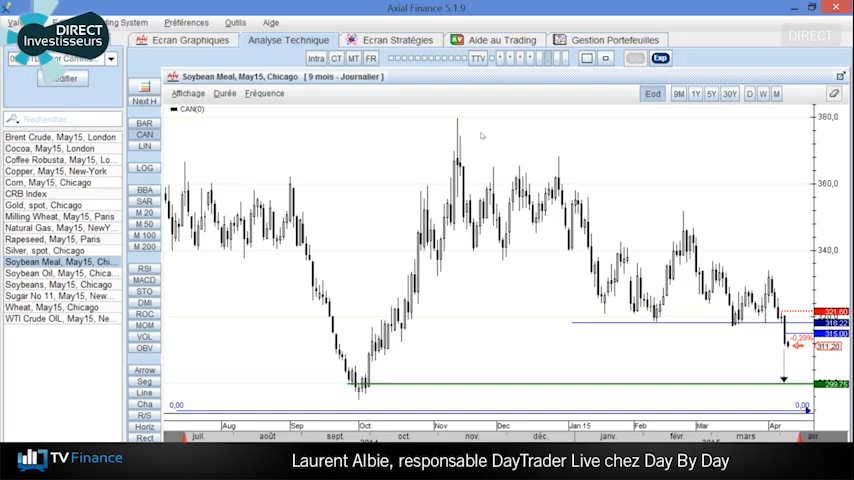 Axial Finance 5.1.9
Préférences Outils Aide
DIRECT
Investisseurs
DIRECT
Ecran Graphiques
Analyse Technique
Ecran Stratégies
Aide au Trading
Gestion Portefeuilles
Intra CT MT FR
TTV
Exp
Soybean Meal, May15, Chicago [ 9 mois - Journalier ]
Next H
Affichage Durée Fréquence
Eod 9M 1Y 5Y 30Y D W M
CAN(0)
Rechercher...
Brent Crude, May15, London
Cocoa, May15, London
Coffee Robusta, May15, Lon...
Copper, May15, New-York
Corn, May15, Chicago
CRB Index
Gold, spot, Chicago
Milling Wheat, May15, Paris
Natural Gas, May15, NewY...
Rapeseed, May15, Paris
Silver, spot, Chicago
Soybean Meal, May15, Chi...
Soybean Oil, May15, Chica...
Soybeans, May15, Chicago
Sugar No 11, May15, New...
Wheat, May15, Chicago
WTI Crude OIL, May15, Ne...
BAR
CAN
LIN
LOG
BBA
SAR
M 20
M 50
M 100
M 200
RSI
MACD
STO
DMI
ROC
MOM
VOL
OBV
Arrow
Seg
Line
Cha
R/S
Horiz
Rect
380,0
360,0
340,0
321.60
318.22
315.00
-0,29%
311.20
299.75
0,00 0,00
Aug Sep Oct Nov Dec Jan 15 Feb Mar Apr
juil. août sept. oct. nov. déc. janv. févr. mars avr.
TV Finance
Laurent Albie, responsable DayTrader Live chez Day By Day